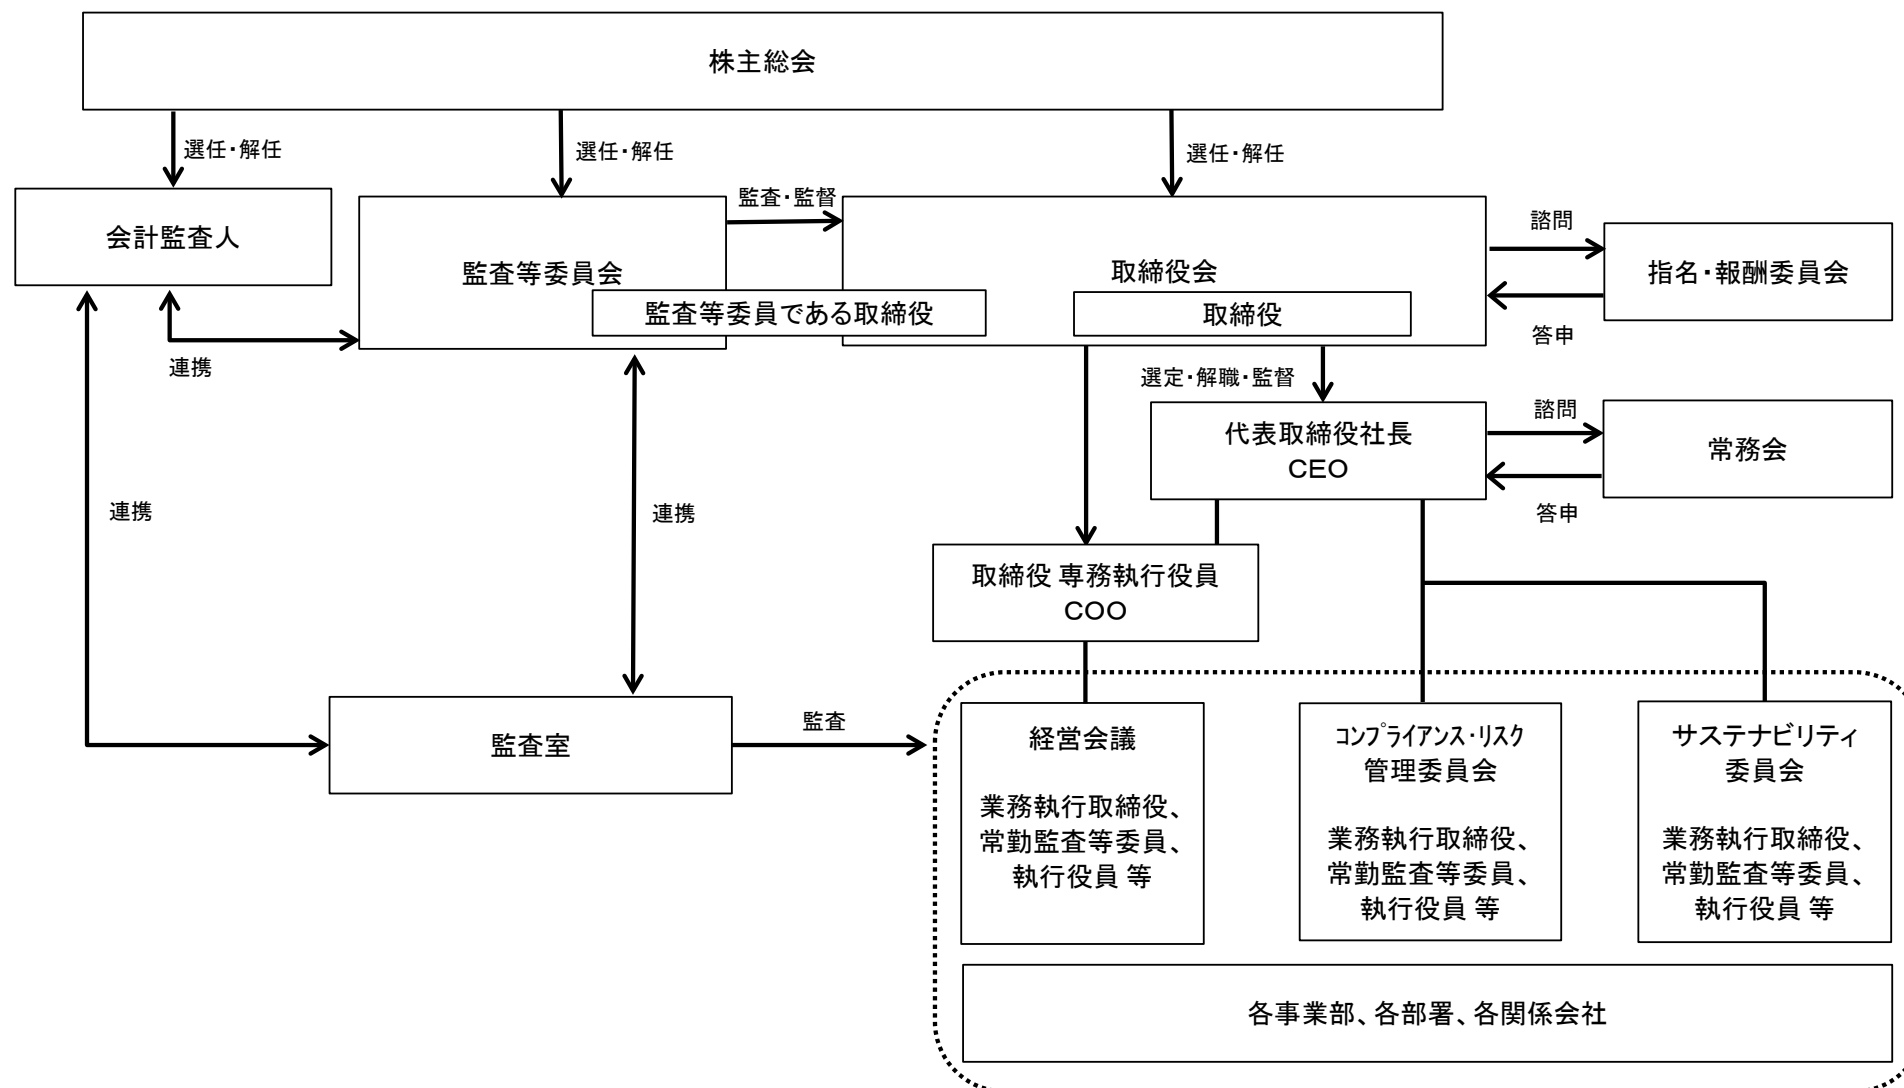 株主総会
選任・解任
選任・解任
選任・解任
会計監査人
監査等委員会
監査・監督
取締役会
諮問
指名・報酬委員会
答申
監査等委員である取締役
取締役
連携
選定・解職・監督
代表取締役社長
CEO
諮問
常務会
答申
連携
連携
取締役 専務執行役員
COO
監査室
監査
経営会議
業務執行取締役、
常勤監査等委員、
執行役員 等
ｺﾝﾌﾟﾗｲｱﾝｽ・ﾘｽｸ
管理委員会
業務執行取締役、
常勤監査等委員、
執行役員 等
サステナビリティ
委員会
業務執行取締役、
常勤監査等委員、
執行役員 等
各事業部、各部署、各関係会社